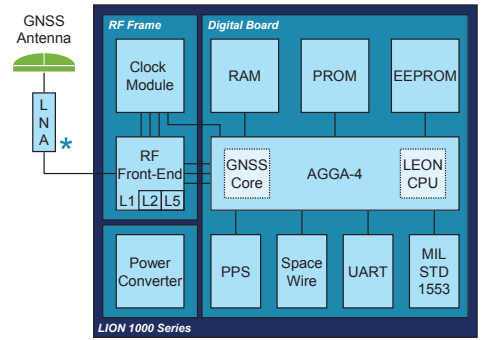 GNSS
Antenna
L
N
A
*
RF Frame
Clock
Module
RF
Front-End
L1 L2 L5
Power
Converter
LION 1000 Series
Digital Board
RAM
PROM
EEPROM
GNSS
Core
AGGA-4
LEON
CPU
PPS
Space
Wire
UART
MIL
STD
1553